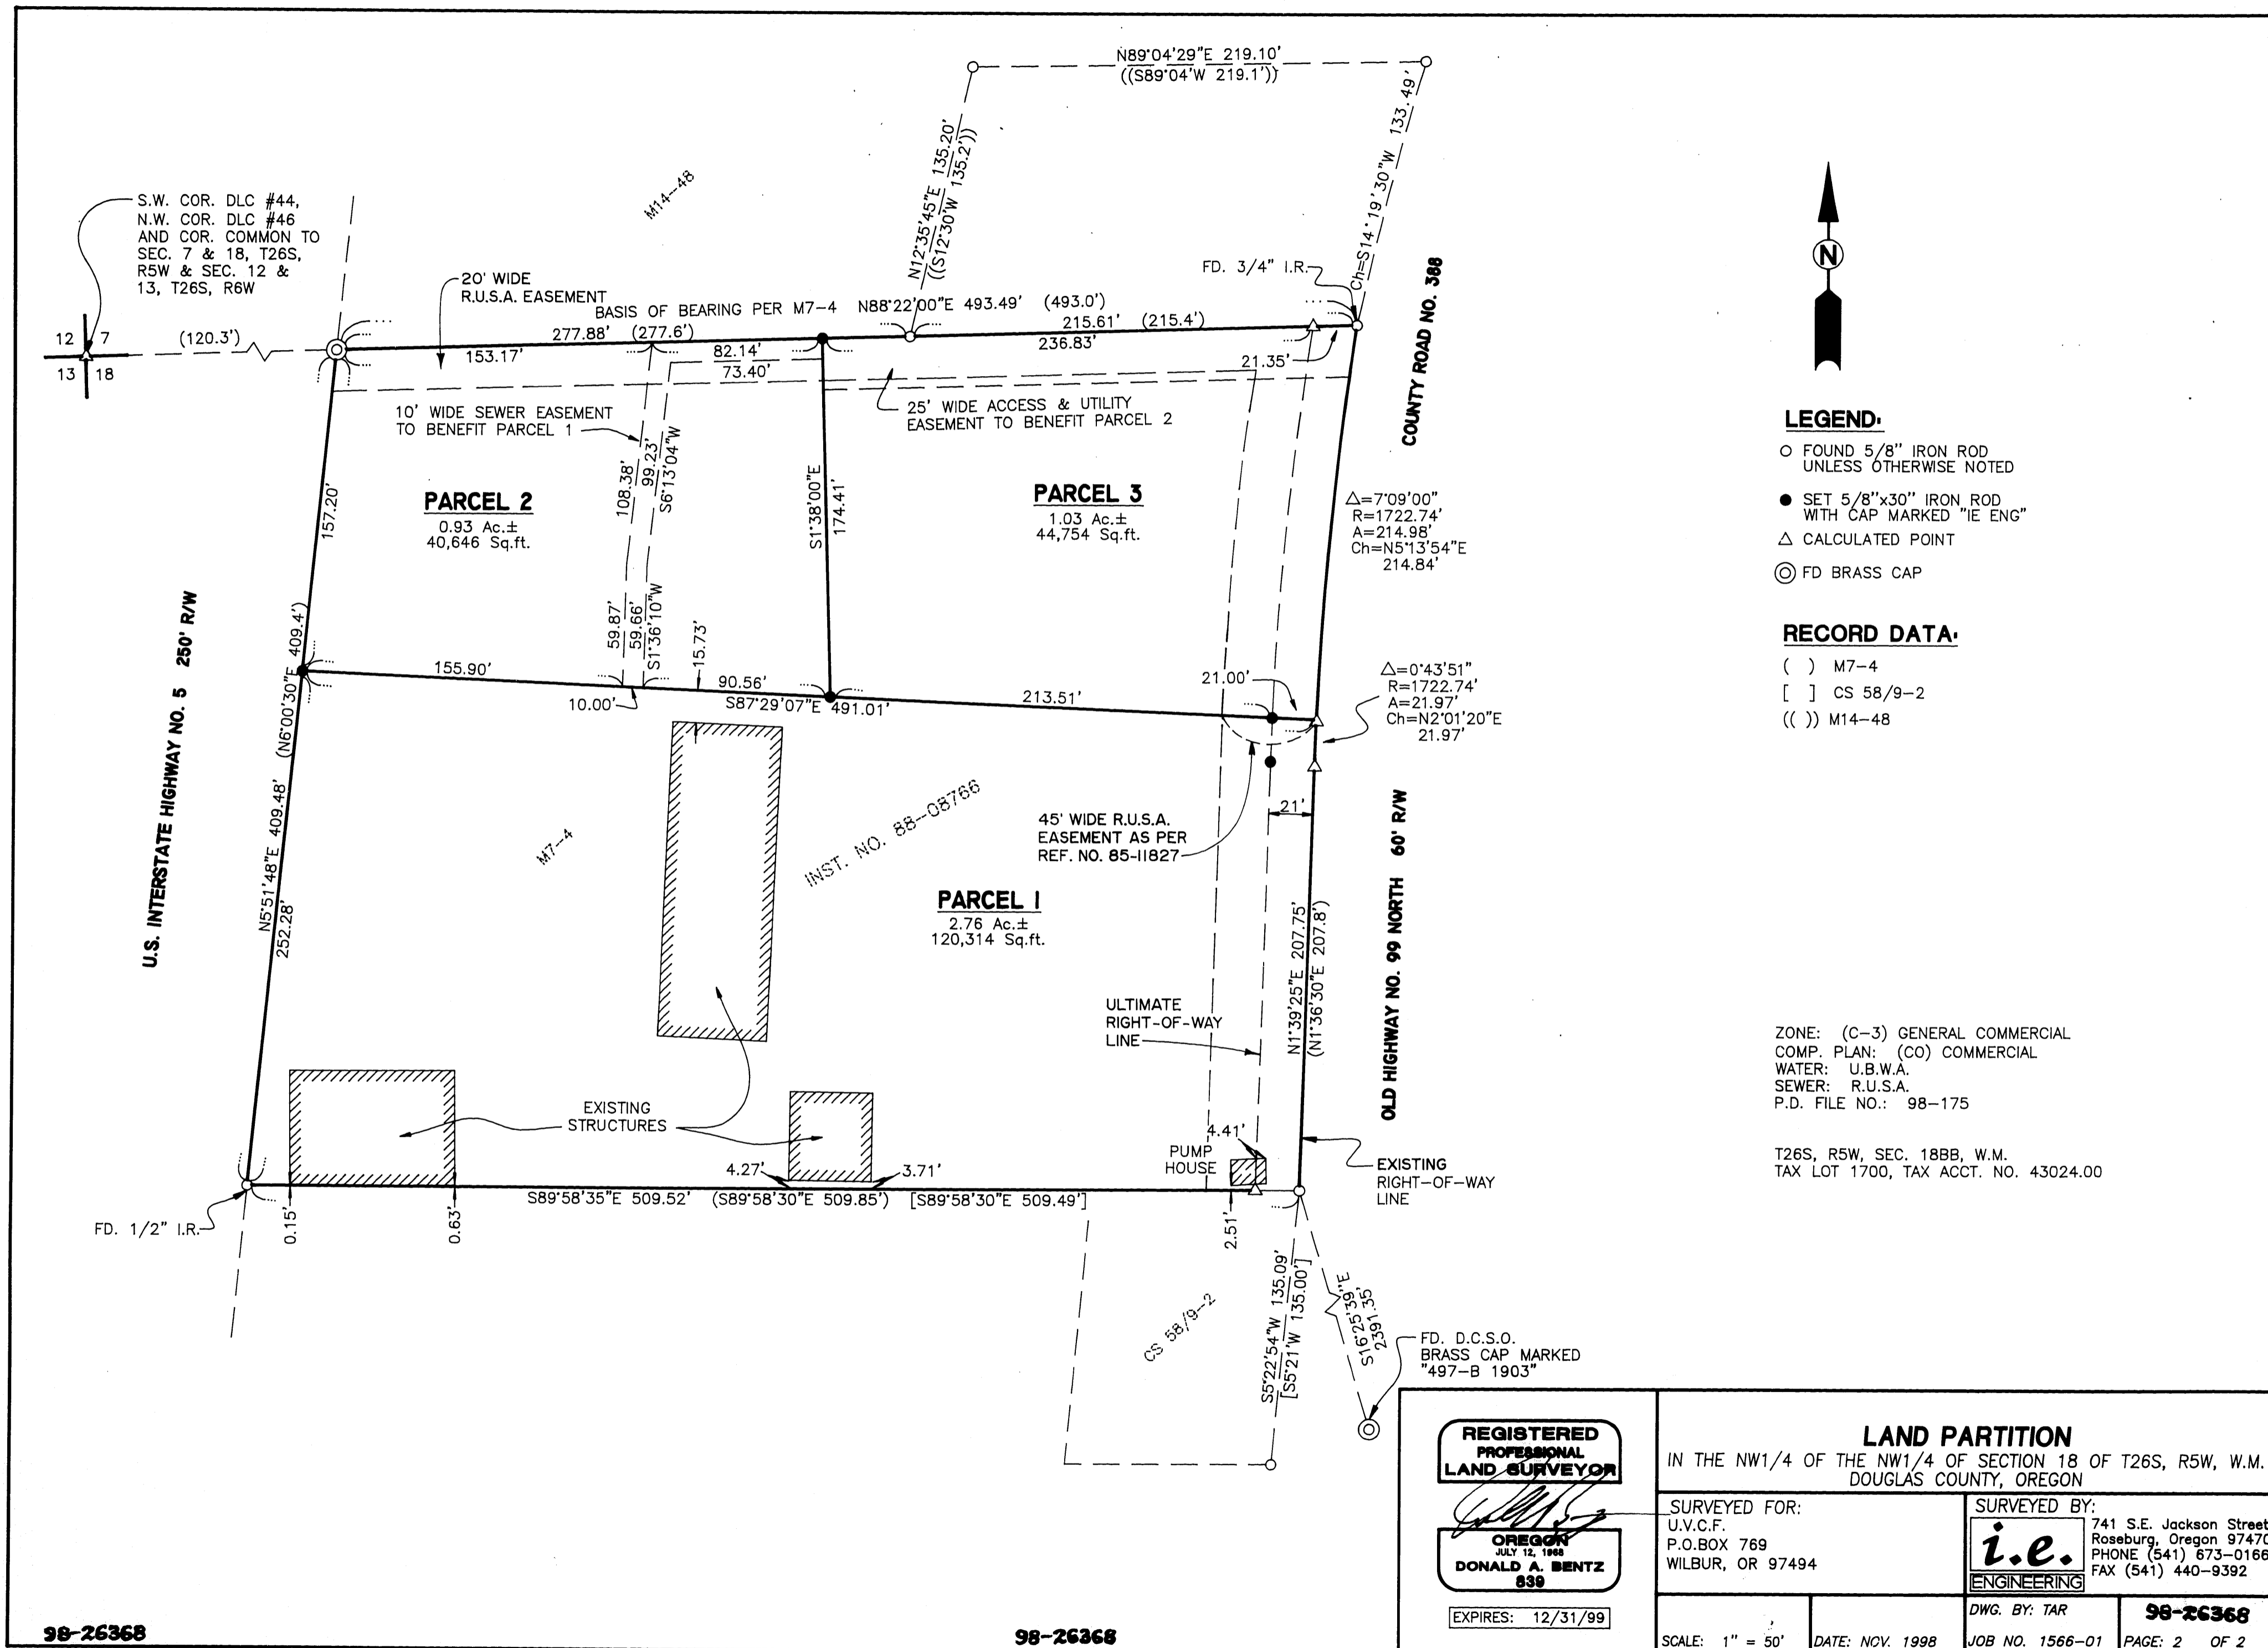 N89°04'29"E 219.10'
((S89°04'W 219.1'))
N12°35'45"E 135.20'
((S12°30'W 135.2'))
Ch=S14°19'30"W 133.49'
M14-48
S.W. COR. DLC #44,
N.W. COR. DLC #46
AND COR. COMMON TO
SEC. 7 & 18, T26S,
R5W & SEC. 12 &
13, T26S, R6W
12 7
13 18
(120.3')
20' WIDE
R.U.S.A. EASEMENT
BASIS OF BEARING PER M7-4 N88°22'00"E 493.49' (493.0')
FD. 3/4" I.R.
277.88' (277.6')
215.61' (215.4')
153.17'
82.14'
236.83'
73.40'
21.35'
10' WIDE SEWER EASEMENT
TO BENEFIT PARCEL 1
25' WIDE ACCESS & UTILITY
EASEMENT TO BENEFIT PARCEL 2
COUNTY ROAD NO. 388
157.20'
PARCEL 2
0.93 Ac.±
40,646 Sq.ft.
108.38'
99.23'
S6°13'04"W
S1°38'00"E
174.41'
PARCEL 3
1.03 Ac.±
44,754 Sq.ft.
△=7°09'00"
R=1722.74'
A=214.98'
Ch=N5°13'54"E
214.84'
59.87'
59.66'
S1°36'10"W
15.73'
155.90'
10.00'
90.56'
S87°29'07"E 491.01'
213.51'
21.00'
△=0°43'51"
R=1722.74'
A=21.97'
Ch=N2°01'20"E
21.97'
U.S. INTERSTATE HIGHWAY NO. 5 250' R/W
N5°51'48"E 409.48' (N6°00'30"E 409.4')
252.28'
M7-4
INST. NO. 88-08766
45' WIDE R.U.S.A.
EASEMENT AS PER
REF. NO. 85-11827
21'
PARCEL 1
2.76 Ac.±
120,314 Sq.ft.
N1°39'25"E 207.75'
(N1°36'30"E 207.8')
OLD HIGHWAY NO. 99 NORTH 60' R/W
ULTIMATE
RIGHT-OF-WAY
LINE
EXISTING
STRUCTURES
4.27'
3.71'
PUMP
HOUSE
4.41'
EXISTING
RIGHT-OF-WAY
LINE
S89°58'35"E 509.52' (S89°58'30"E 509.85') [S89°58'30"E 509.49']
FD. 1/2" I.R.
0.15'
0.63'
2.51'
S5°22'54"W 135.09'
[S5°21'W 135.00']
S16°25'39"E
2391.35'
CS 58/9-2
FD. D.C.S.O.
BRASS CAP MARKED
"497-B 1903"
N
LEGEND:
FOUND 5/8" IRON ROD
UNLESS OTHERWISE NOTED
SET 5/8"x30" IRON ROD
WITH CAP MARKED "IE ENG"
CALCULATED POINT
FD BRASS CAP
RECORD DATA:
( ) M7-4
[ ] CS 58/9-2
(( )) M14-48
ZONE: (C-3) GENERAL COMMERCIAL
COMP. PLAN: (CO) COMMERCIAL
WATER: U.B.W.A.
SEWER: R.U.S.A.
P.D. FILE NO.: 98-175
T26S, R5W, SEC. 18BB, W.M.
TAX LOT 1700, TAX ACCT. NO. 43024.00
REGISTERED
PROFESSIONAL
LAND SURVEYOR
OREGON
JULY 12, 1968
DONALD A. BENTZ
839
EXPIRES: 12/31/99
LAND PARTITION
IN THE NW1/4 OF THE NW1/4 OF SECTION 18 OF T26S, R5W, W.M.
DOUGLAS COUNTY, OREGON
SURVEYED FOR:
U.V.C.F.
P.O.BOX 769
WILBUR, OR 97494
SURVEYED BY:
i.e.
ENGINEERING
741 S.E. Jackson Street
Roseburg, Oregon 97470
PHONE (541) 673-0166
FAX (541) 440-9392
SCALE: 1" = 50'
DATE: NOV. 1998
DWG. BY: TAR
JOB NO. 1566-01
98-26368
PAGE: 2 OF 2
98-26368
98-26368